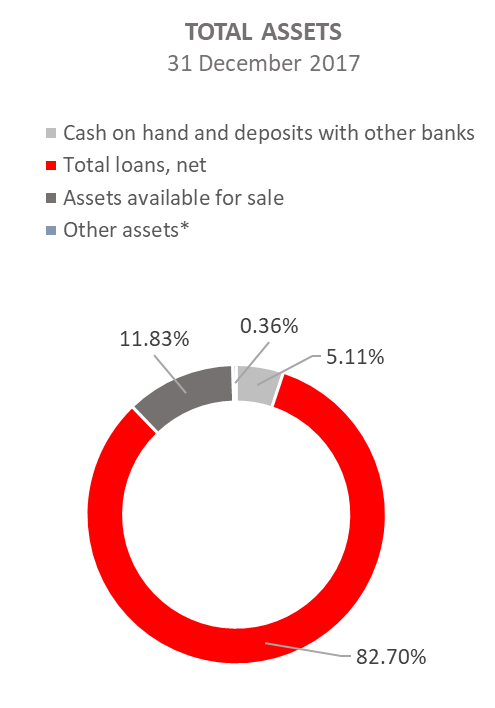 TOTAL ASSETS
31 December 2017
Cash on hand and deposits with other banks
Total loans, net
Assets available for sale
Other assets*
0.36%
11.83%
5.11%
82.70%